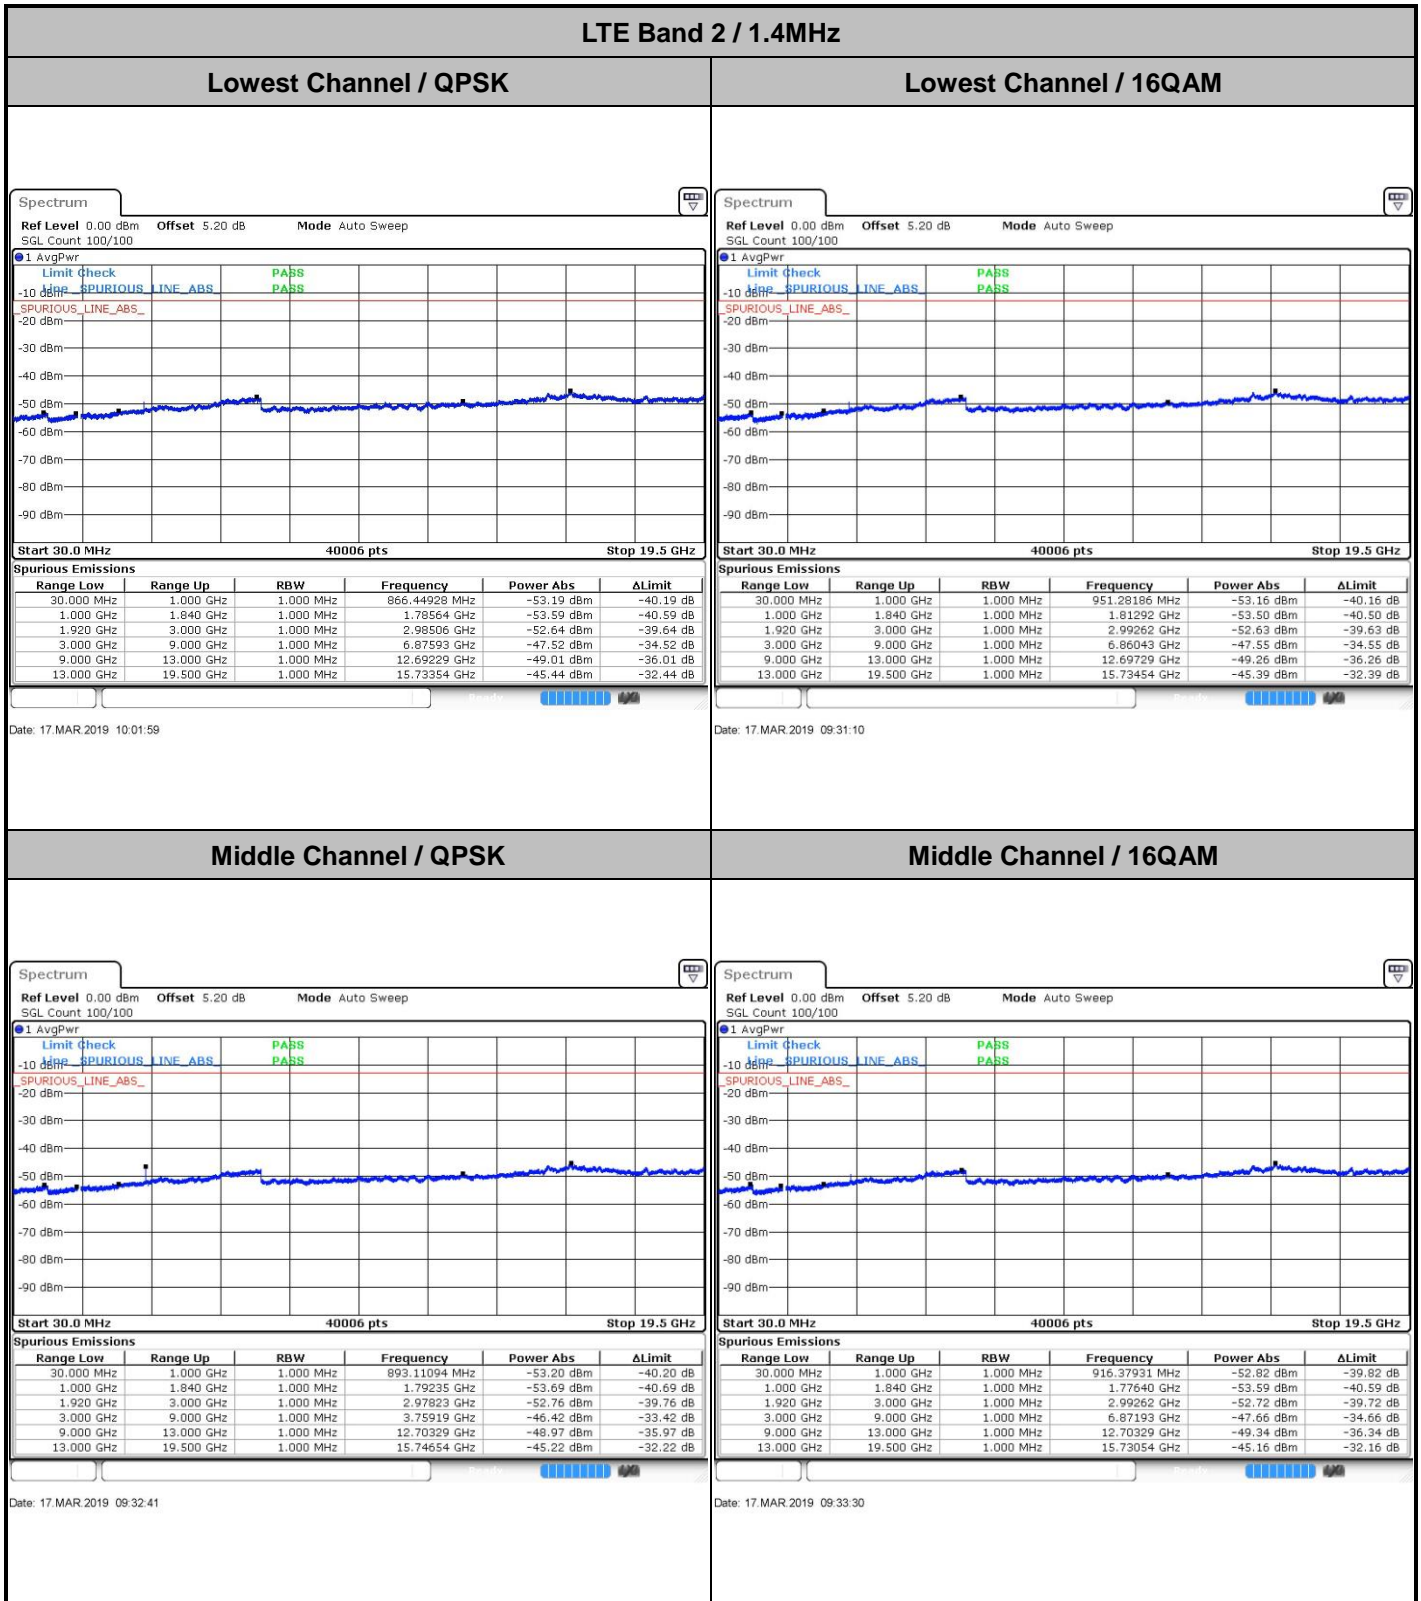 LTE Band 2 / 1.4MHz
Lowest Channel / QPSK
Lowest Channel / 16QAM
Spectrum
Ref Level 0.00 dBm Offset 5.20 dB Mode Auto Sweep
SGL Count 100/100
1 AvgPwr
Limit Check PASS
Line _SPURIOUS_LINE_ABS_ PASS
-10 dBm
_SPURIOUS_LINE_ABS_
-20 dBm
-30 dBm
-40 dBm
-50 dBm
-60 dBm
-70 dBm
-80 dBm
-90 dBm
Start 30.0 MHz 40006 pts Stop 19.5 GHz
Spurious Emissions
Range Low Range Up RBW Frequency Power Abs ΔLimit
30.000 MHz 1.000 GHz 1.000 MHz 866.44928 MHz -53.19 dBm -40.19 dB
1.000 GHz 1.840 GHz 1.000 MHz 1.78564 GHz -53.59 dBm -40.59 dB
1.920 GHz 3.000 GHz 1.000 MHz 2.98506 GHz -52.64 dBm -39.64 dB
3.000 GHz 9.000 GHz 1.000 MHz 6.87593 GHz -47.52 dBm -34.52 dB
9.000 GHz 13.000 GHz 1.000 MHz 12.69229 GHz -49.01 dBm -36.01 dB
13.000 GHz 19.500 GHz 1.000 MHz 15.73354 GHz -45.44 dBm -32.44 dB
Date: 17.MAR.2019 10:01:59
Spectrum
Ref Level 0.00 dBm Offset 5.20 dB Mode Auto Sweep
SGL Count 100/100
1 AvgPwr
Limit Check PASS
Line _SPURIOUS_LINE_ABS_ PASS
-10 dBm
_SPURIOUS_LINE_ABS_
-20 dBm
-30 dBm
-40 dBm
-50 dBm
-60 dBm
-70 dBm
-80 dBm
-90 dBm
Start 30.0 MHz 40006 pts Stop 19.5 GHz
Spurious Emissions
Range Low Range Up RBW Frequency Power Abs ΔLimit
30.000 MHz 1.000 GHz 1.000 MHz 951.28186 MHz -53.16 dBm -40.16 dB
1.000 GHz 1.840 GHz 1.000 MHz 1.81292 GHz -53.50 dBm -40.50 dB
1.920 GHz 3.000 GHz 1.000 MHz 2.99262 GHz -52.63 dBm -39.63 dB
3.000 GHz 9.000 GHz 1.000 MHz 6.86043 GHz -47.55 dBm -34.55 dB
9.000 GHz 13.000 GHz 1.000 MHz 12.69729 GHz -49.26 dBm -36.26 dB
13.000 GHz 19.500 GHz 1.000 MHz 15.73454 GHz -45.39 dBm -32.39 dB
Date: 17.MAR.2019 09:31:10
Middle Channel / QPSK
Middle Channel / 16QAM
Spectrum
Ref Level 0.00 dBm Offset 5.20 dB Mode Auto Sweep
SGL Count 100/100
1 AvgPwr
Limit Check PASS
Line _SPURIOUS_LINE_ABS_ PASS
-10 dBm
_SPURIOUS_LINE_ABS_
-20 dBm
-30 dBm
-40 dBm
-50 dBm
-60 dBm
-70 dBm
-80 dBm
-90 dBm
Start 30.0 MHz 40006 pts Stop 19.5 GHz
Spurious Emissions
Range Low Range Up RBW Frequency Power Abs ΔLimit
30.000 MHz 1.000 GHz 1.000 MHz 893.11094 MHz -53.20 dBm -40.20 dB
1.000 GHz 1.840 GHz 1.000 MHz 1.79235 GHz -53.69 dBm -40.69 dB
1.920 GHz 3.000 GHz 1.000 MHz 2.97823 GHz -52.76 dBm -39.76 dB
3.000 GHz 9.000 GHz 1.000 MHz 3.75919 GHz -46.42 dBm -33.42 dB
9.000 GHz 13.000 GHz 1.000 MHz 12.70329 GHz -48.97 dBm -35.97 dB
13.000 GHz 19.500 GHz 1.000 MHz 15.74654 GHz -45.22 dBm -32.22 dB
Date: 17.MAR.2019 09:32:41
Spectrum
Ref Level 0.00 dBm Offset 5.20 dB Mode Auto Sweep
SGL Count 100/100
1 AvgPwr
Limit Check PASS
Line _SPURIOUS_LINE_ABS_ PASS
-10 dBm
_SPURIOUS_LINE_ABS_
-20 dBm
-30 dBm
-40 dBm
-50 dBm
-60 dBm
-70 dBm
-80 dBm
-90 dBm
Start 30.0 MHz 40006 pts Stop 19.5 GHz
Spurious Emissions
Range Low Range Up RBW Frequency Power Abs ΔLimit
30.000 MHz 1.000 GHz 1.000 MHz 916.37931 MHz -52.82 dBm -39.82 dB
1.000 GHz 1.840 GHz 1.000 MHz 1.77640 GHz -53.59 dBm -40.59 dB
1.920 GHz 3.000 GHz 1.000 MHz 2.99262 GHz -52.72 dBm -39.72 dB
3.000 GHz 9.000 GHz 1.000 MHz 6.87193 GHz -47.66 dBm -34.66 dB
9.000 GHz 13.000 GHz 1.000 MHz 12.70329 GHz -49.34 dBm -36.34 dB
13.000 GHz 19.500 GHz 1.000 MHz 15.73054 GHz -45.16 dBm -32.16 dB
Date: 17.MAR.2019 09:33:30